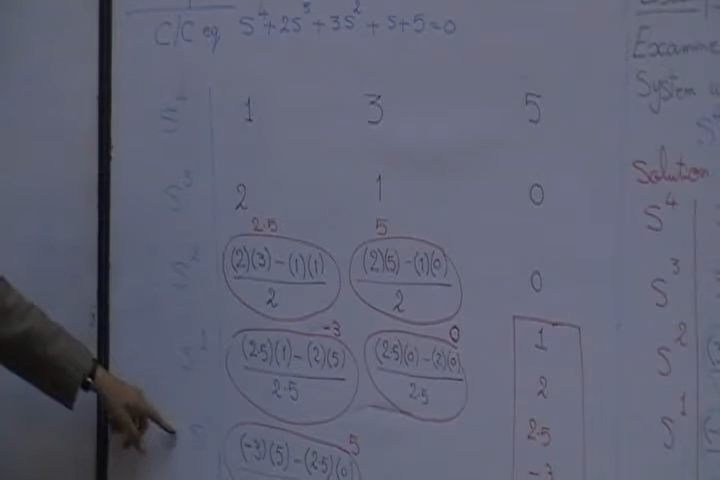 C/C eq S⁴+2S³+3S²+S+5=0
S⁴ 1 3 5
S³ 2 1 0
2.5 5
(2)(3)-(1)(1) / 2 (2)(5)-(1)(0) / 2 0
-3 0
(2.5)(1)-(2)(5) / 2.5 (2.5)(0)-(2)(0) / 2.5
1
2
2.5
-3
5
(-3)(5)-(2.5)(0)
Examine
System
Solution
S⁴
S³
S²
S¹